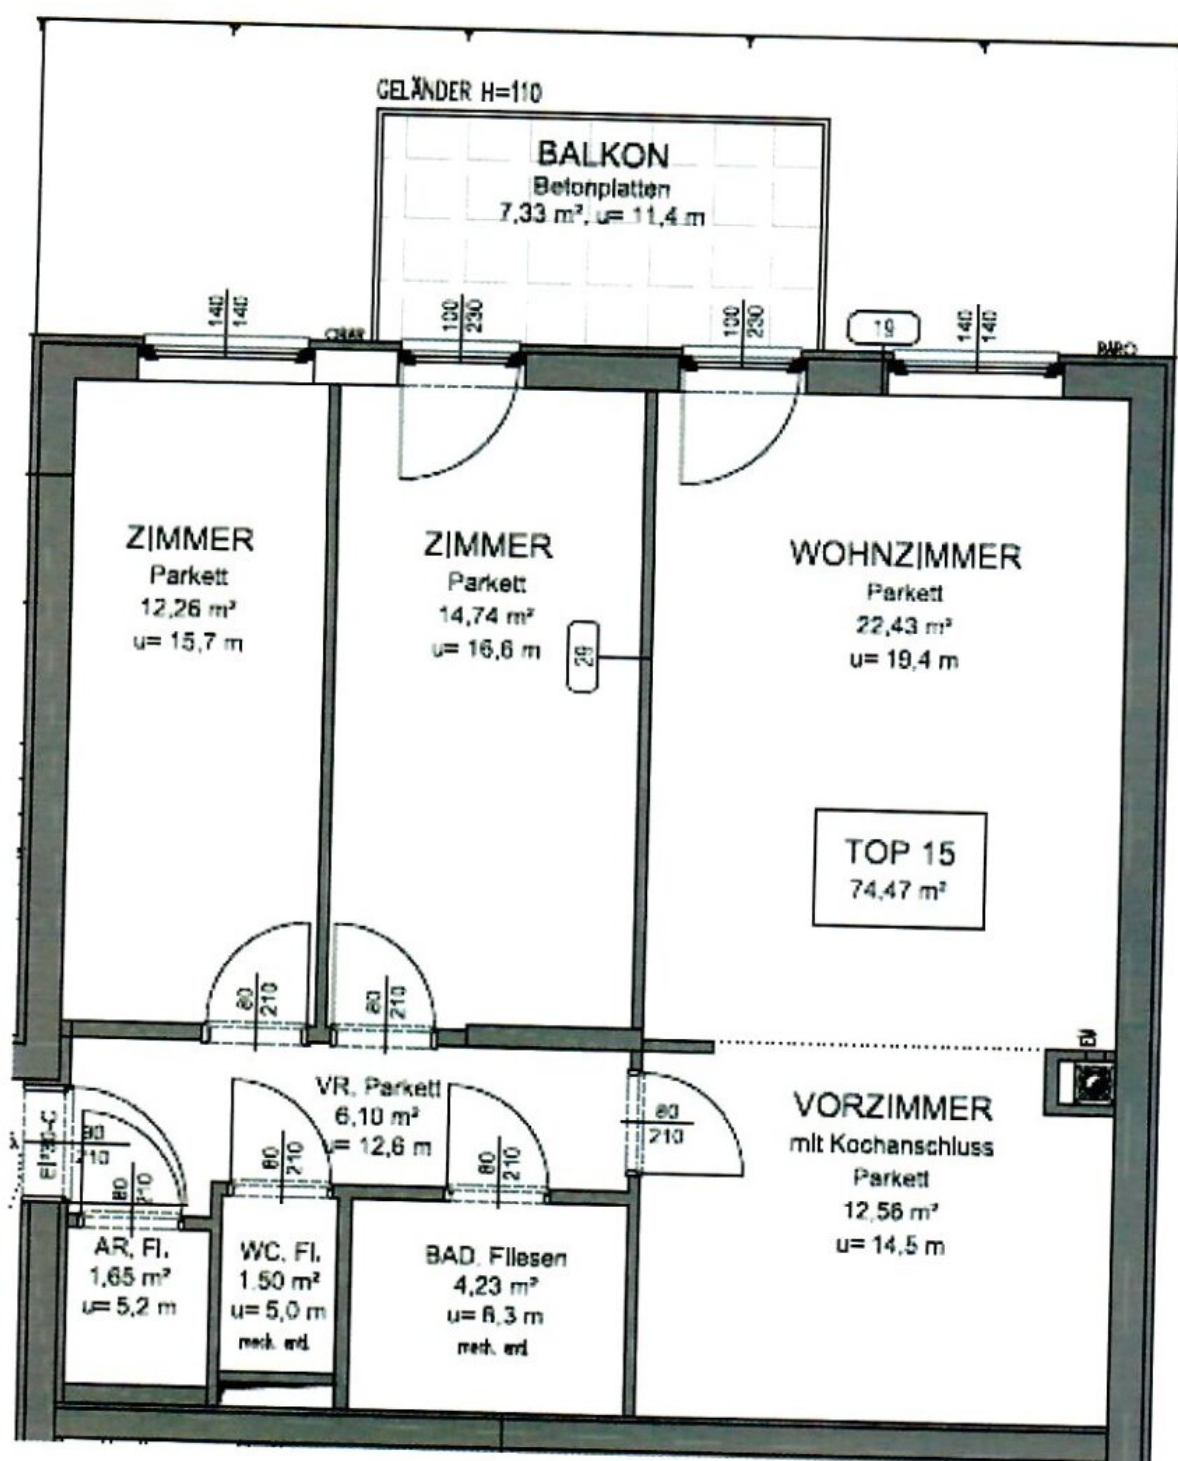 GELÄNDER H=110
BALKON
Betonplatten
7,33 m², u= 11,4 m
140
140
100
230
100
230
19
140
140
ZIMMER
Parkett
12,26 m²
u= 15,7 m
ZIMMER
Parkett
14,74 m²
u= 16,6 m
29
WOHNZIMMER
Parkett
22,43 m²
u= 19,4 m
TOP 15
74,47 m²
80
210
80
210
VR. Parkett
6,10 m²
u= 12,6 m
90
210
80
210
80
210
80
210
80
210
VORZIMMER
mit Kochanschluss
Parkett
12,56 m²
u= 14,5 m
AR. Fl.
1,65 m²
u= 5,2 m
WC. Fl.
1.50 m²
u= 5,0 m
mech. entl.
BAD. Fliesen
4,23 m²
u= 8,3 m
mech. entl.